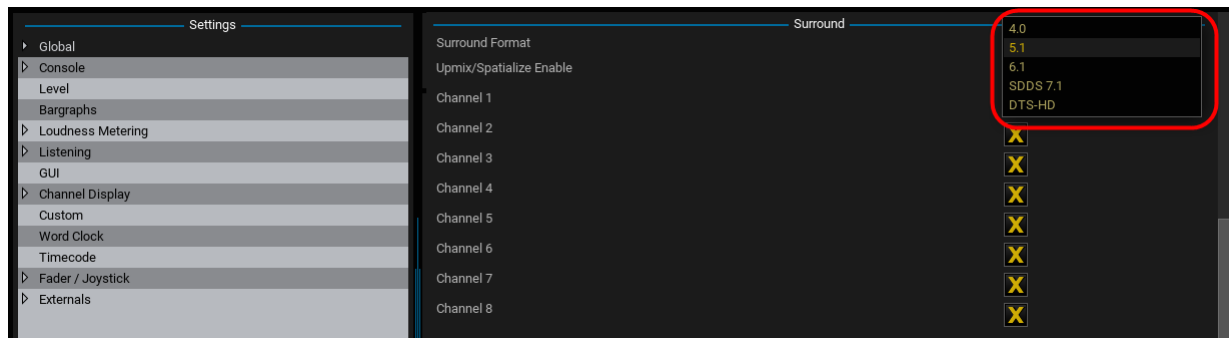 Settings
Global
Console
Level
Bargraphs
Loudness Metering
Listening
GUI
Channel Display
Custom
Word Clock
Timecode
Fader / Joystick
Externals
Surround
Surround Format
4.0
5.1
6.1
SDDS 7.1
DTS-HD
Upmix/Spatialize Enable
Channel 1
Channel 2
X
Channel 3
X
Channel 4
X
Channel 5
X
Channel 6
X
Channel 7
X
Channel 8
X